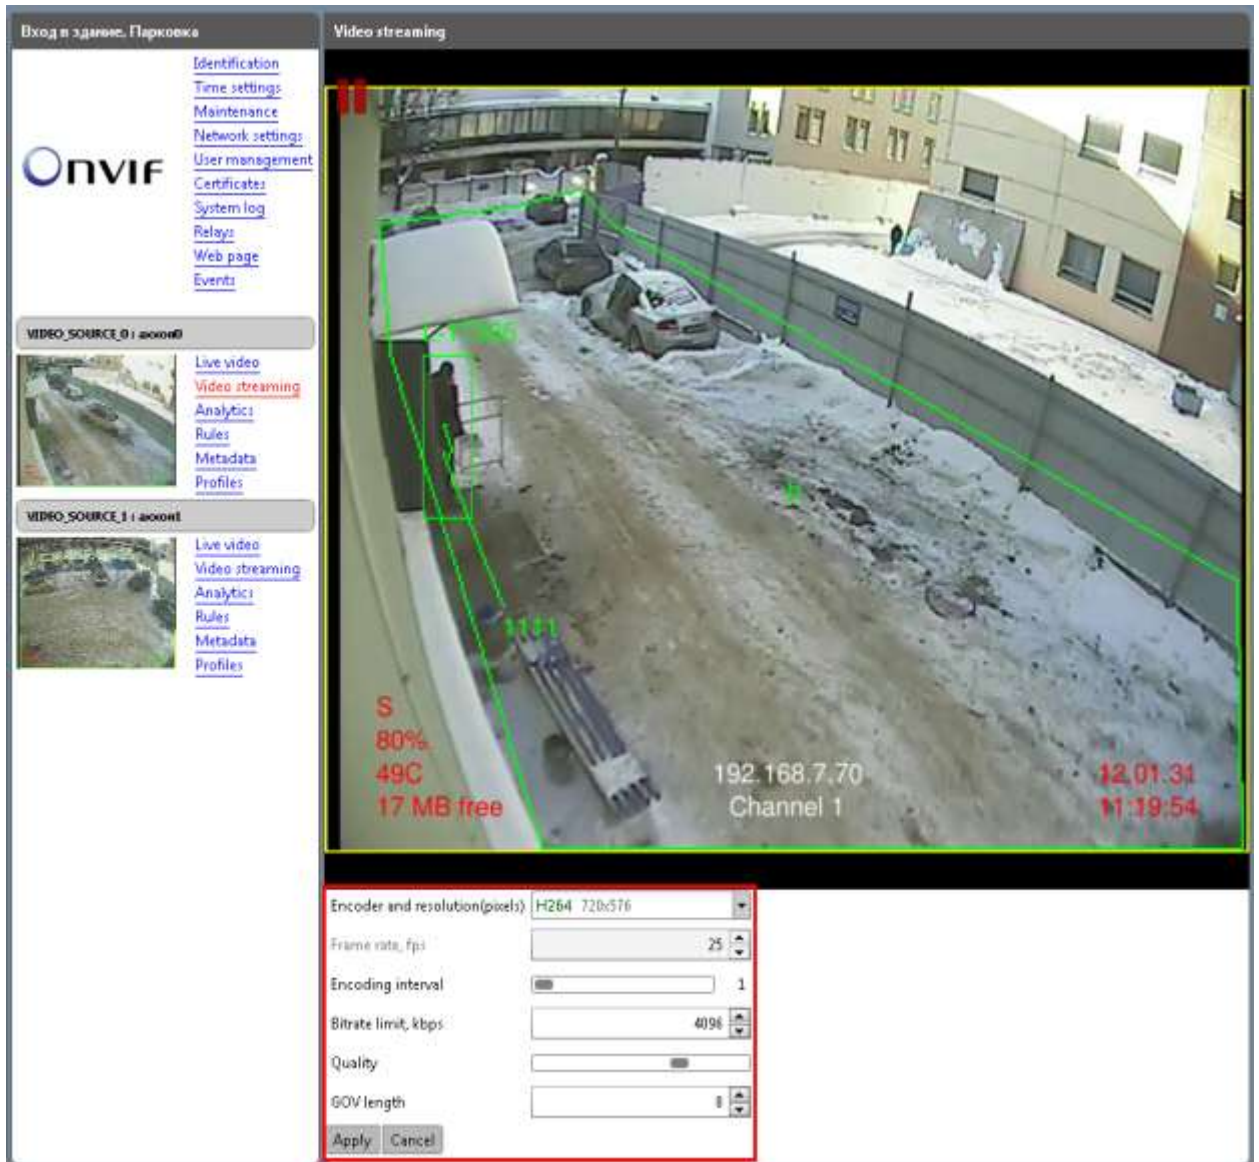 Вход в здание. Парковка
Video streaming
Identification
Time settings
Maintenance
Network settings
User management
Certificates
System log
Relays
Web page
Events
ONVIF
VIDEO_SOURCE_0 :
Live video
Video streaming
Analytics
Rules
Metadata
Profiles
VIDEO_SOURCE_1 :
Live video
Video streaming
Analytics
Rules
Metadata
Profiles
1131
S
80%
49C
17 MB free
192.168.7.70
Channel 1
12.01.31
11:19:54
Encoder and resolution(pixels) H264 720x576
Frame rate, fps 25
Encoding interval 1
Bitrate limit, kbps 4096
Quality
GOV length 8
Apply Cancel